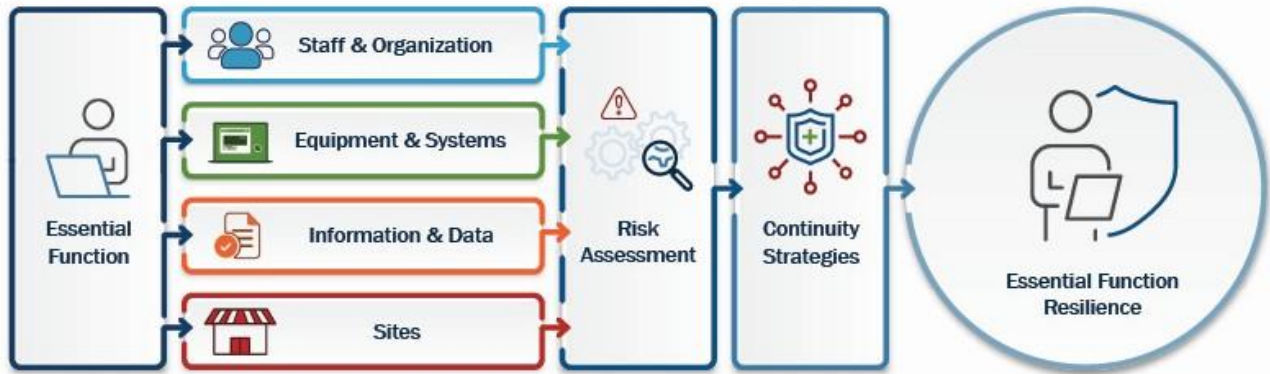 Essential
Function
Staff & Organization
Equipment & Systems
Information & Data
Sites
Risk
Assessment
Continuity
Strategies
Essential Function
Resilience